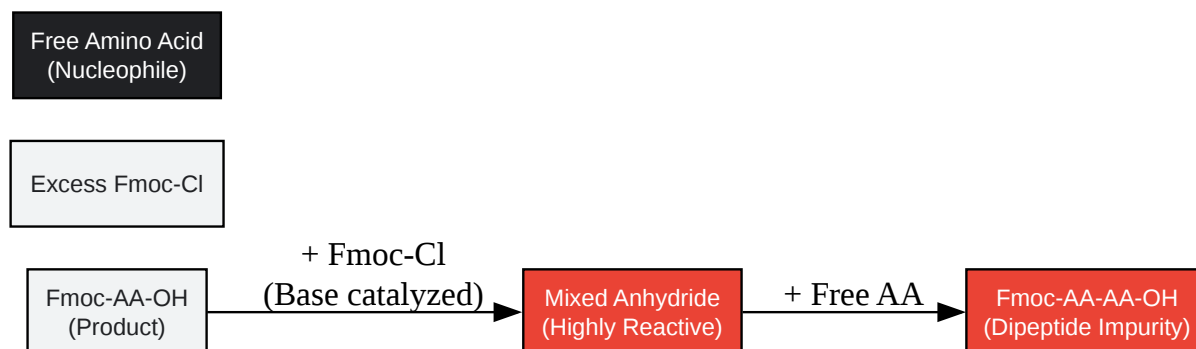 Free Amino Acid
(Nucleophile)
Excess Fmoc-Cl
Fmoc-AA-OH
(Product)
+ Fmoc-Cl
(Base catalyzed)
Mixed Anhydride
(Highly Reactive)
+ Free AA
Fmoc-AA-AA-OH
(Dipeptide Impurity)